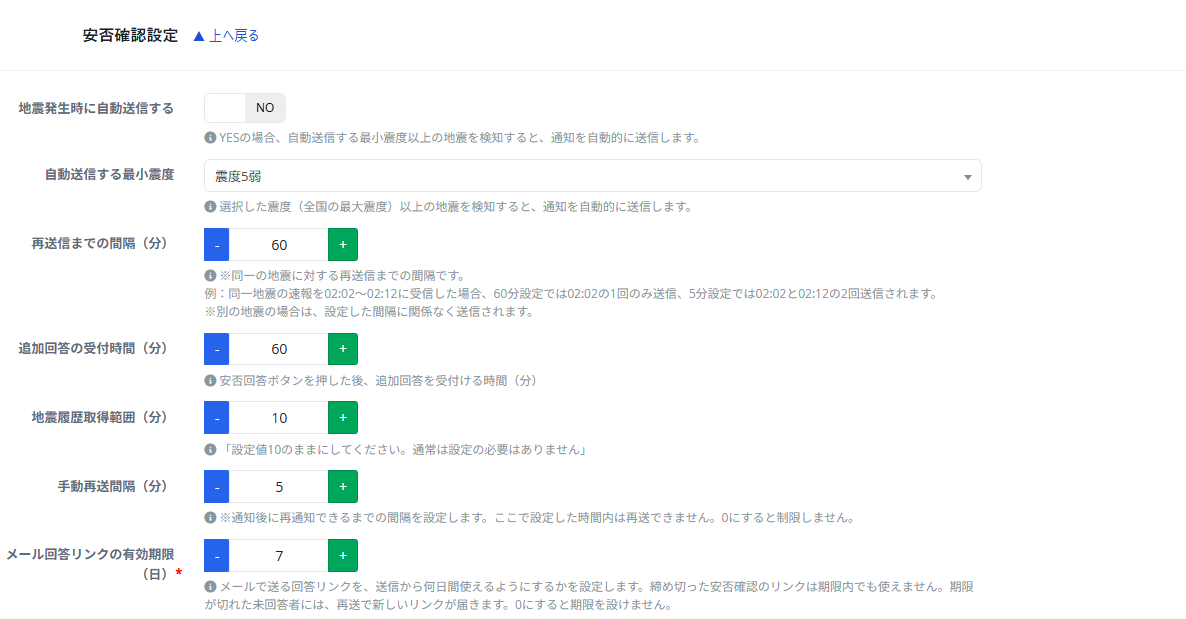 安否確認設定 ▲ 上へ戻る
地震発生時に自動送信する NO
YESの場合、自動送信する最小震度以上の地震を検知すると、通知を自動的に送信します。
自動送信する最小震度 震度5弱
選択した震度（全国の最大震度）以上の地震を検知すると、通知を自動的に送信します。
再送信までの間隔（分） - 60 +
※同一の地震に対する再送信までの間隔です。
例：同一地震の速報を02:02～02:12に受信した場合、60分設定では02:02の1回のみ送信、5分設定では02:02と02:12の2回送信されます。
※別の地震の場合は、設定した間隔に関係なく送信されます。
追加回答の受付時間（分） - 60 +
安否回答ボタンを押した後、追加回答を受付ける時間（分）
地震履歴取得範囲（分） - 10 +
「設定値10のままにしてください。通常は設定の必要はありません」
手動再送間隔（分） - 5 +
※通知後に再通知できるまでの間隔を設定します。ここで設定した時間内は再送できません。0にすると制限しません。
メール回答リンクの有効期限 - 7 +
（日）*
メールで送る回答リンクを、送信から何日間使えるようにするかを設定します。締め切った安否確認のリンクは期限内でも使えません。期限
が切れた未回答者には、再送で新しいリンクが届きます。0にすると期限を設けません。